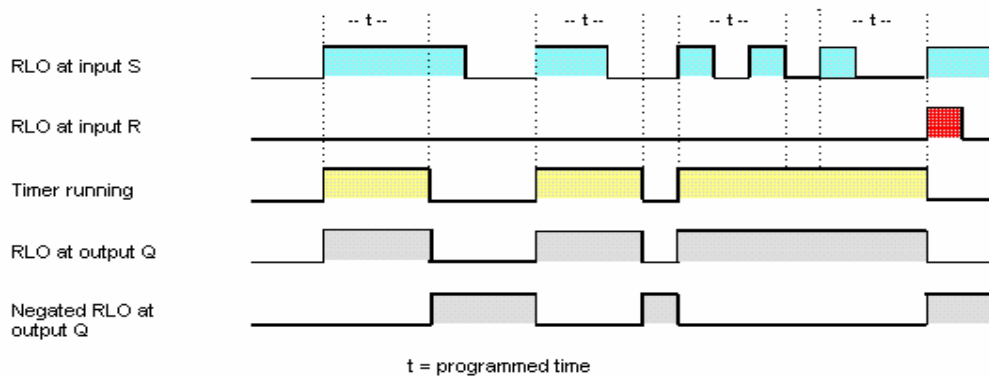 -- t -- -- t -- -- t -- -- t --
RLO at input S
RLO at input R
Timer running
RLO at output Q
Negated RLO at
output Q
t = programmed time